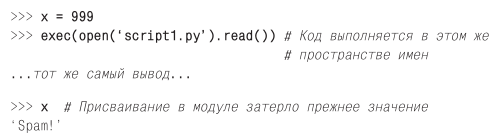 >>> x = 999
>>> exec(open(‘script1.py’).read()) # Код выполняется в этом же
# пространстве имен
...тот же самый вывод...
>>> x # Присваивание в модуле затерло прежнее значение
‘Spam!’